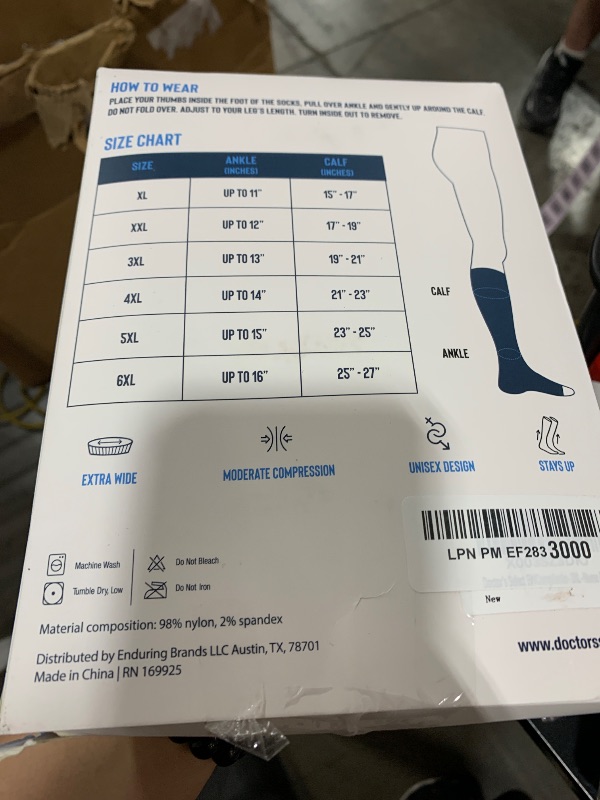 HOW TO WEAR
PLACE YOUR THUMBS INSIDE THE FOOT OF THE SOCKS. PULL OVER ANKLE AND GENTLY UP AROUND THE CALF.
DO NOT FOLD OVER. ADJUST TO YOUR LEG'S LENGTH. TURN INSIDE OUT TO REMOVE.
SIZE CHART
SIZE ANKLE (INCHES) CALF (INCHES)
XL UP TO 11" 15" - 17"
XXL UP TO 12" 17" - 19"
3XL UP TO 13" 19" - 21"
4XL UP TO 14" 21" - 23"
5XL UP TO 15" 23" - 25"
6XL UP TO 16" 25" - 27"
CALF
ANKLE
EXTRA WIDE
MODERATE COMPRESSION
UNISEX DESIGN
STAYS UP
LPN PM EF283 3000
New
Machine Wash
Do Not Bleach
Tumble Dry, Low
Do Not Iron
Material composition: 98% nylon, 2% spandex
Distributed by Enduring Brands LLC Austin, TX, 78701
Made in China | RN 169925
www.doctors